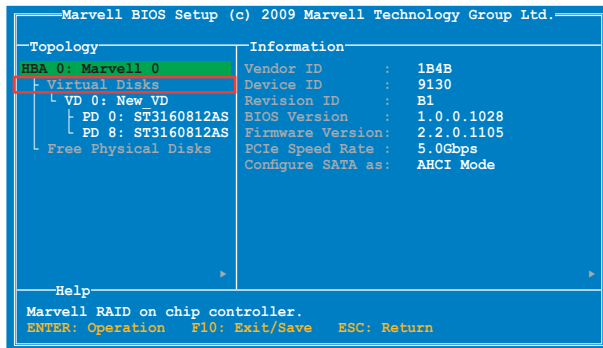 Marvell BIOS Setup (c) 2009 Marvell Technology Group Ltd.
Topology
HBA 0: Marvell 0
Virtual Disks
VD 0: New_VD
PD 0: ST3160812AS
PD 8: ST3160812AS
Free Physical Disks
Information
Vendor ID : 1B4B
Device ID : 9130
Revision ID : B1
BIOS Version : 1.0.0.1028
Firmware Version: 2.2.0.1105
PCIe Speed Rate : 5.0Gbps
Configure SATA as: AHCI Mode
Help
Marvell RAID on chip controller.
ENTER: Operation F10: Exit/Save ESC: Return